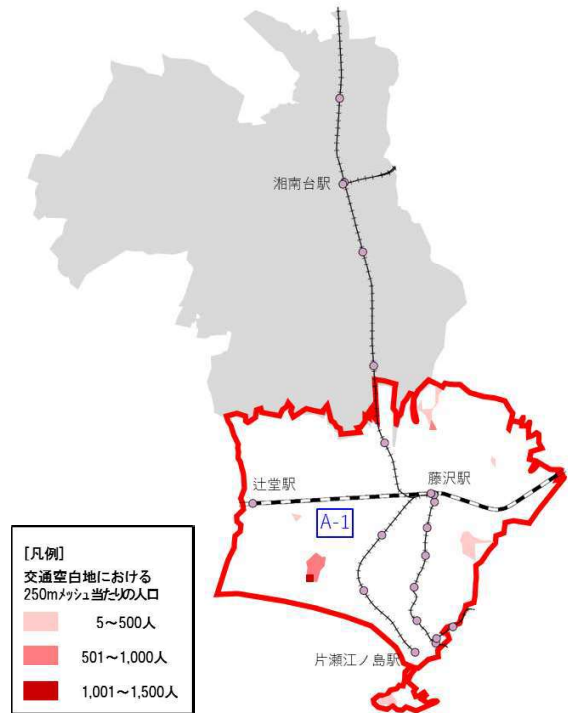 湘南台駅
辻堂駅
藤沢駅
A-1
片瀬江ノ島駅
[凡例]
交通空白地における
250mメッシュ当たりの人口
5～500人
501～1,000人
1,001～1,500人